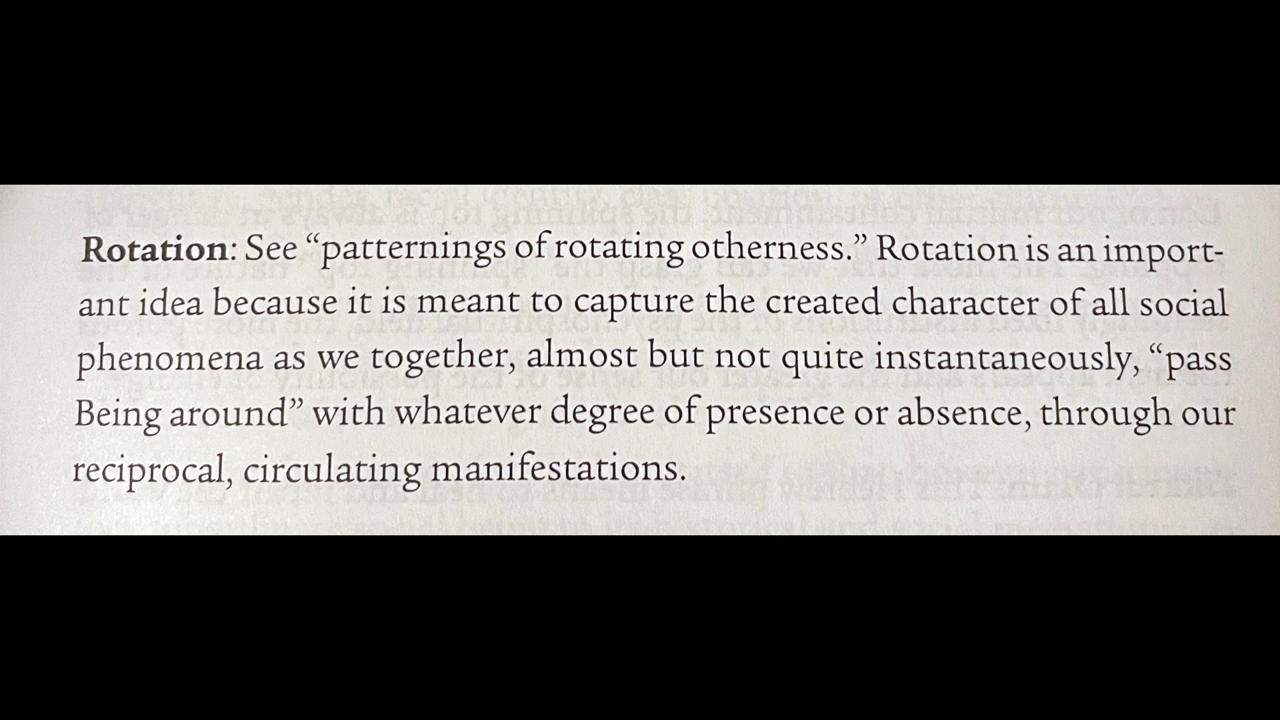 Rotation: See “patternings of rotating otherness.” Rotation is an import-
ant idea because it is meant to capture the created character of all social
phenomena as we together, almost but not quite instantaneously, “pass
Being around” with whatever degree of presence or absence, through our
reciprocal, circulating manifestations.